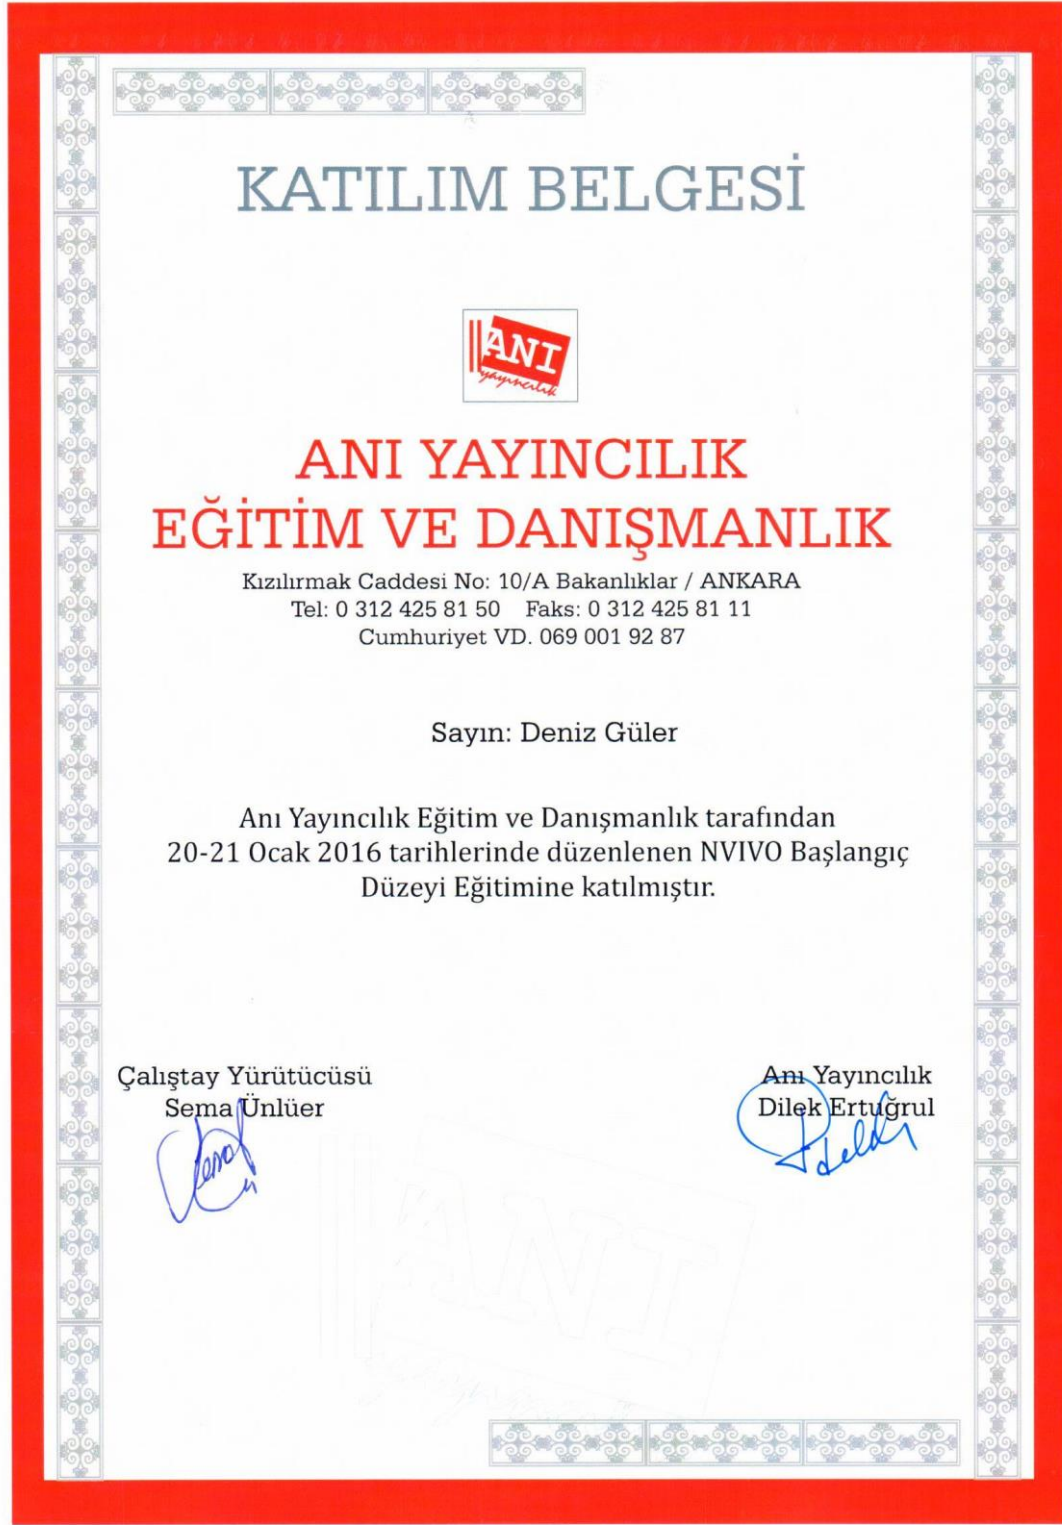 KATILIM BELGESİ
ANI
yayıncılık
ANI YAYINCILIK
EĞİTİM VE DANIŞMANLIK
Kızılırmak Caddesi No: 10/A Bakanlıklar / ANKARA
Tel: 0 312 425 81 50 Faks: 0 312 425 81 11
Cumhuriyet VD. 069 001 92 87
Sayın: Deniz Güler
Anı Yayıncılık Eğitim ve Danışmanlık tarafından
20-21 Ocak 2016 tarihlerinde düzenlenen NVIVO Başlangıç
Düzeyi Eğitimine katılmıştır.
Çalıştay Yürütücüsü
Sema Ünlüer
Anı Yayıncılık
Dilek Ertuğrul
ANI